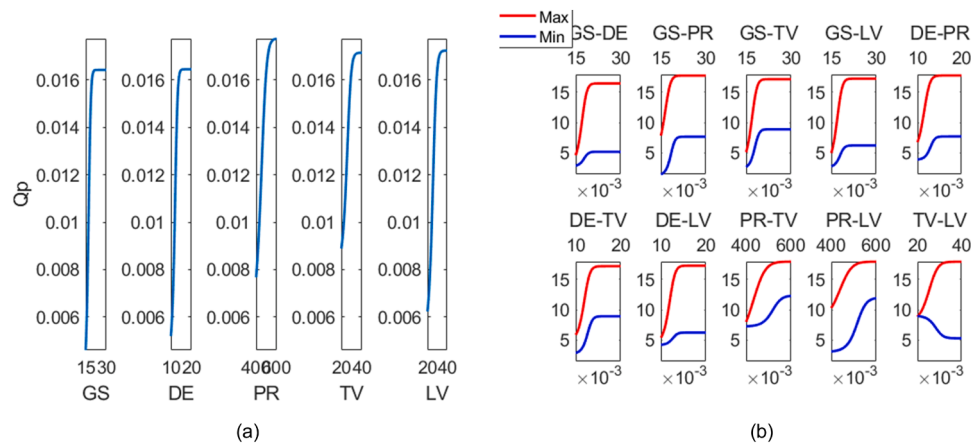 Qp
0.016
0.014
0.012
0.01
0.008
0.006
1530
GS
0.016
0.014
0.012
0.01
0.008
0.006
1020
DE
0.016
0.014
0.012
0.01
0.008
0.006
PR
0.016
0.014
0.012
0.01
0.008
0.006
2040
TV
0.016
0.014
0.012
0.01
0.008
0.006
2040
LV
(a)
Max
Min
GS-DE GS-PR GS-TV GS-LV DE-PR
15 30 15 30 15 30 15 30 10 20
15 15 15 15 15
10 10 10 10 10
5 5 5 5 5
× 10⁻³ × 10⁻³ × 10⁻³ × 10⁻³ × 10⁻³
DE-TV DE-LV PR-TV PR-LV TV-LV
10 20 10 20 400 600 400 600 20 40
15 15 15 15 15
10 10 10 10 10
5 5 5 5 5
× 10⁻³ × 10⁻³ × 10⁻³ × 10⁻³ × 10⁻³
(b)